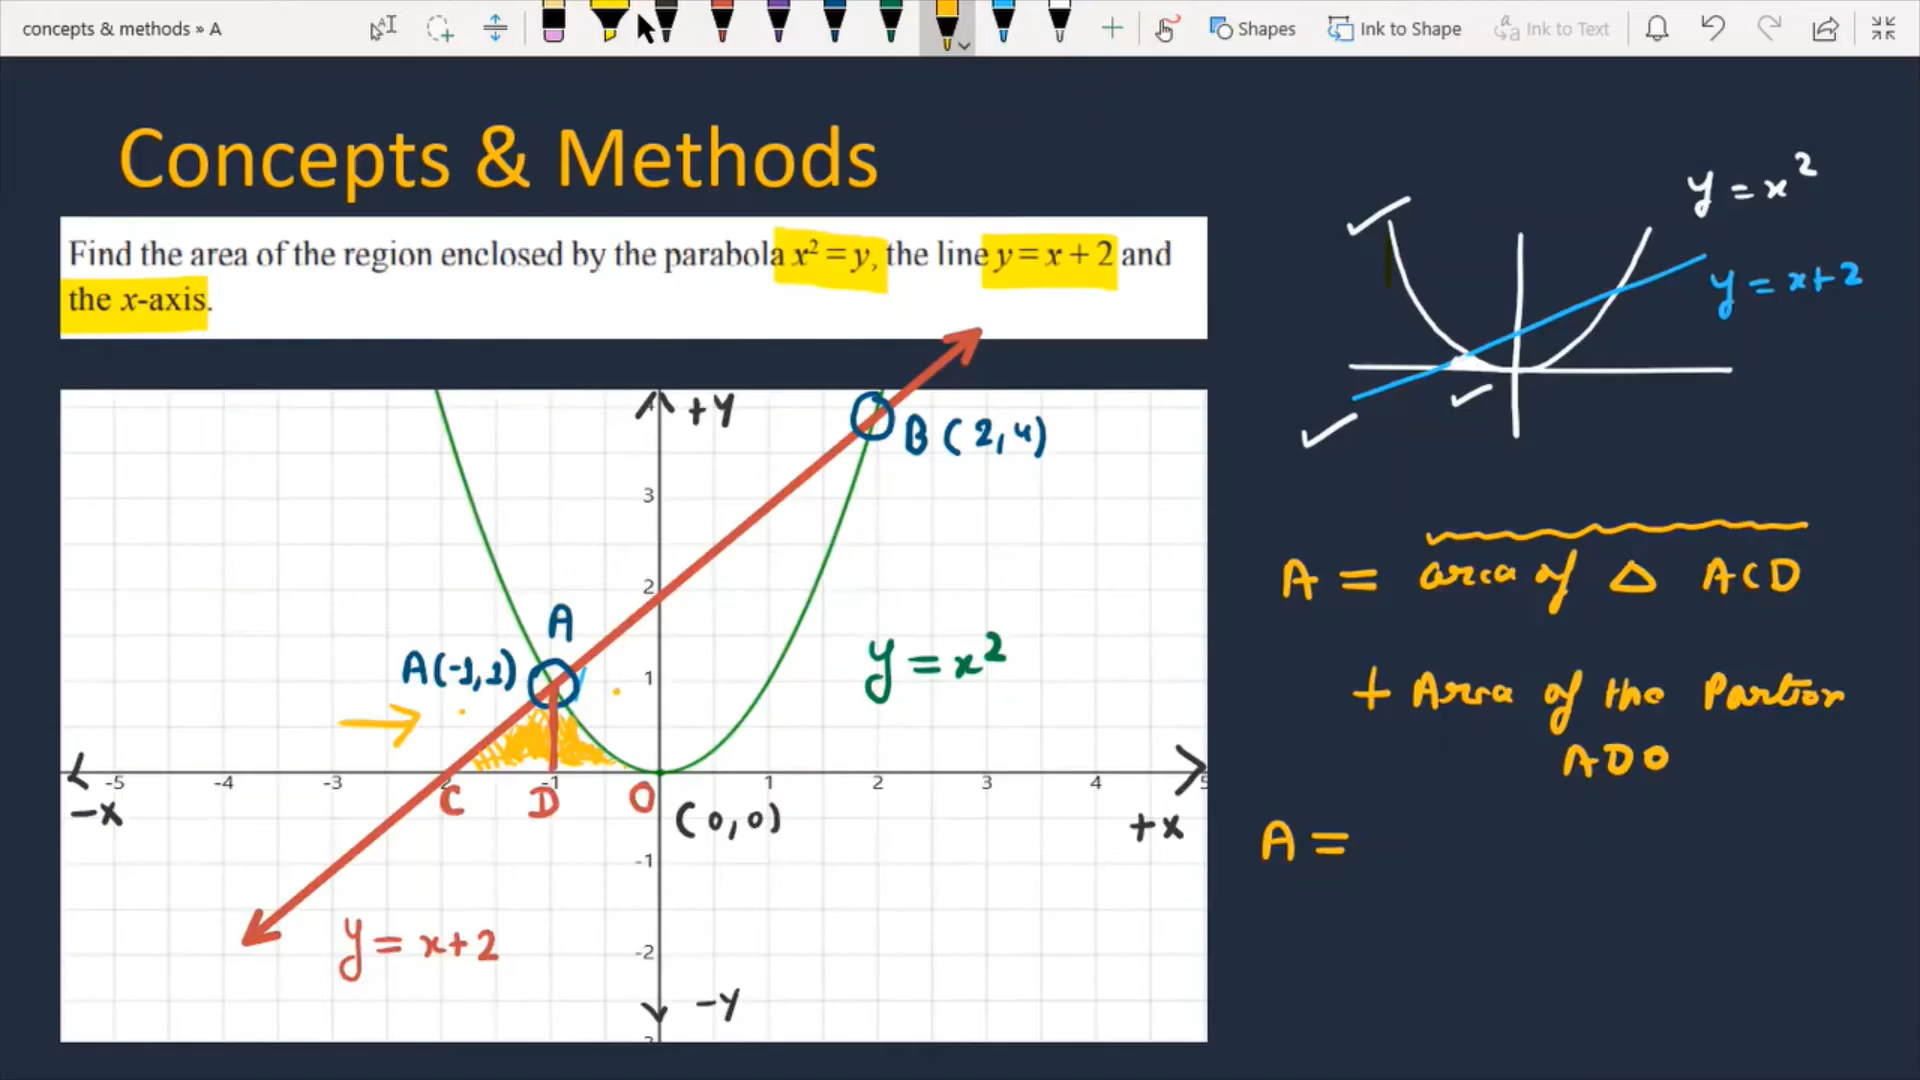 concepts & methods » A
Shapes
Ink to Shape
Ink to Text
Concepts & Methods
Find the area of the region enclosed by the parabola x² = y, the line y = x + 2 and
the x-axis.
y = x²
y = x+2
+y
B (2,4)
3
2
A
A(-1,1)
1
y = x²
-5 -4 -3 -1 1 2 3 4 5
C D O
-x
(0,0)
+x
-1
y = x+2
-2
-y
A = area of Δ ACD
+ Area of the Portion
ADO
A =